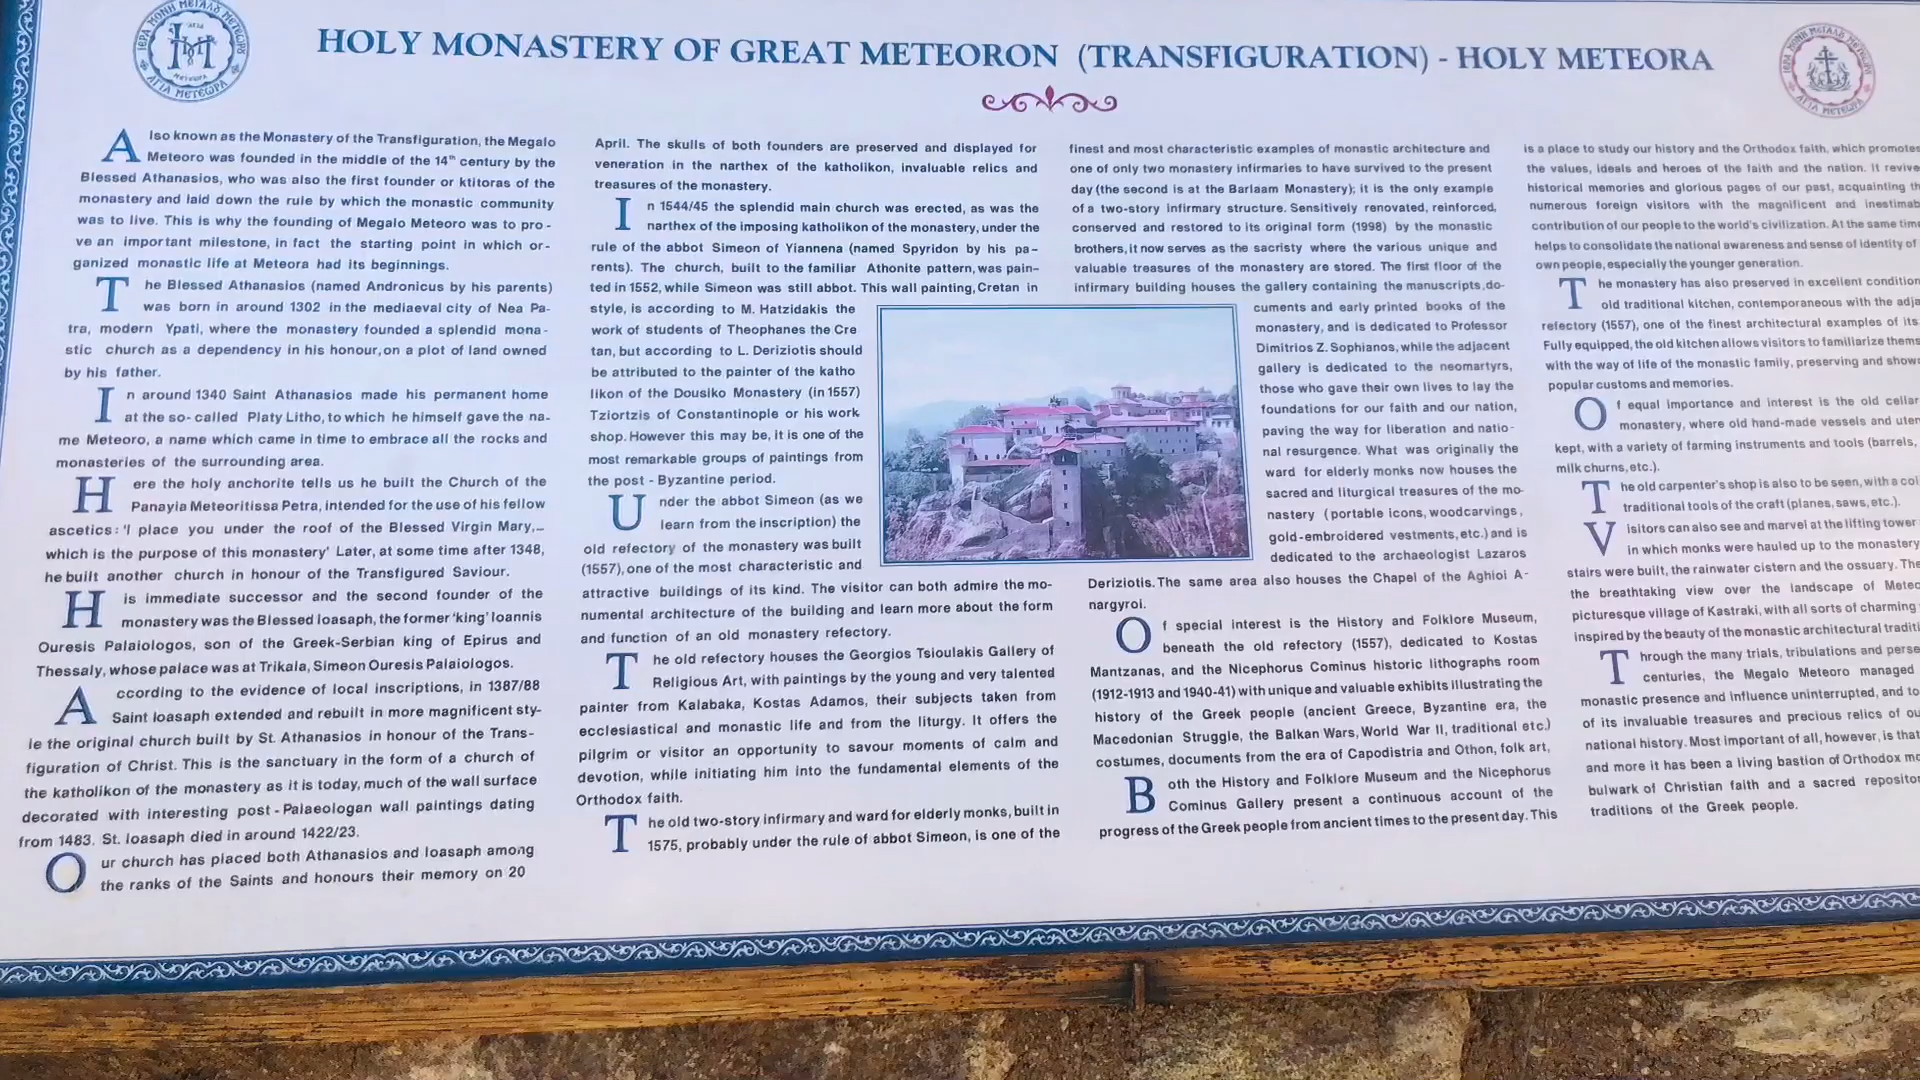 HOLY MONASTERY OF GREAT METEORON (TRANSFIGURATION) - HOLY METEORA
ΙΕΡΑ ΜΟΝΗ ΜΕΓΑΛΟΥ ΜΕΤΕΩΡΟΥ
ΑΓΙΑ ΜΕΤΕΩΡΑ
ΙΕΡΑ ΜΟΝΗ ΜΕΓΑΛΟΥ ΜΕΤΕΩΡΟΥ
ΑΓΙΑ ΜΕΤΕΩΡΑ
Also known as the Monastery of the Transfiguration, the Megalo
Meteoro was founded in the middle of the 14th century by the
Blessed Athanasios, who was also the first founder or ktitoras of the
monastery and laid down the rule by which the monastic community
was to live. This is why the founding of Megalo Meteoro was to pro -
ve an important milestone, in fact the starting point in which or-
ganized monastic life at Meteora had its beginnings.
The Blessed Athanasios (named Andronicus by his parents)
was born in around 1302 in the mediaeval city of Nea Pa-
tra, modern Ypati, where the monastery founded a splendid mona-
stic church as a dependency in his honour, on a plot of land owned
by his father.
In around 1340 Saint Athanasios made his permanent home
at the so-called Platy Litho, to which he himself gave the na-
me Meteoro, a name which came in time to embrace all the rocks and
monasteries of the surrounding area.
Here the holy anchorite tells us he built the Church of the
Panayia Meteoritissa Petra, intended for the use of his fellow
ascetics: 'I place you under the roof of the Blessed Virgin Mary,...
which is the purpose of this monastery' Later, at some time after 1348,
he built another church in honour of the Transfigured Saviour.
His immediate successor and the second founder of the
monastery was the Blessed Ioasaph, the former 'king' Ioannis
Ouresis Palaiologos, son of the Greek-Serbian king of Epirus and
Thessaly, whose palace was at Trikala, Simeon Ouresis Palaiologos.
According to the evidence of local inscriptions, in 1387/88
Saint Ioasaph extended and rebuilt in more magnificent sty-
le the original church built by St. Athanasios in honour of the Trans-
figuration of Christ. This is the sanctuary in the form of a church of
the katholikon of the monastery as it is today, much of the wall surface
decorated with interesting post - Palaeologan wall paintings dating
from 1483. St. Ioasaph died in around 1422/23.
Our church has placed both Athanasios and Ioasaph among
the ranks of the Saints and honours their memory on 20
April. The skulls of both founders are preserved and displayed for
veneration in the narthex of the katholikon, invaluable relics and
treasures of the monastery.
In 1544/45 the splendid main church was erected, as was the
narthex of the imposing katholikon of the monastery, under the
rule of the abbot Simeon of Yiannena (named Spyridon by his pa-
rents). The church, built to the familiar Athonite pattern, was pain-
ted in 1552, while Simeon was still abbot. This wall painting, Cretan in
style, is according to M. Hatzidakis the
work of students of Theophanes the Cre
tan, but according to L. Deriziotis should
be attributed to the painter of the katho
likon of the Dousiko Monastery (in 1557)
Tziortzis of Constantinople or his work
shop. However this may be, it is one of the
most remarkable groups of paintings from
the post - Byzantine period.
Under the abbot Simeon (as we
learn from the inscription) the
old refectory of the monastery was built
(1557), one of the most characteristic and
attractive buildings of its kind. The visitor can both admire the mo-
numental architecture of the building and learn more about the form
and function of an old monastery refectory.
The old refectory houses the Georgios Tsioulakis Gallery of
Religious Art, with paintings by the young and very talented
painter from Kalabaka, Kostas Adamos, their subjects taken from
ecclesiastical and monastic life and from the liturgy. It offers the
pilgrim or visitor an opportunity to savour moments of calm and
devotion, while initiating him into the fundamental elements of the
Orthodox faith.
The old two-story infirmary and ward for elderly monks, built in
1575, probably under the rule of abbot Simeon, is one of the
finest and most characteristic examples of monastic architecture and
one of only two monastery infirmaries to have survived to the present
day (the second is at the Barlaam Monastery); it is the only example
of a two-story infirmary structure. Sensitively renovated, reinforced,
conserved and restored to its original form (1998) by the monastic
brothers, it now serves as the sacristy where the various unique and
valuable treasures of the monastery are stored. The first floor of the
infirmary building houses the gallery containing the manuscripts, do-
cuments and early printed books of the
monastery, and is dedicated to Professor
Dimitrios Z. Sophianos, while the adjacent
gallery is dedicated to the neomartyrs,
those who gave their own lives to lay the
foundations for our faith and our nation,
paving the way for liberation and natio-
nal resurgence. What was originally the
ward for elderly monks now houses the
sacred and liturgical treasures of the mo-
nastery (portable icons, woodcarvings,
gold-embroidered vestments, etc.) and is
dedicated to the archaeologist Lazaros
Deriziotis. The same area also houses the Chapel of the Aghioi A-
nargyroi.
Of special interest is the History and Folklore Museum,
beneath the old refectory (1557), dedicated to Kostas
Mantzanas, and the Nicephorus Cominus historic lithographs room
(1912-1913 and 1940-41) with unique and valuable exhibits illustrating the
history of the Greek people (ancient Greece, Byzantine era, the
Macedonian Struggle, the Balkan Wars, World War II, traditional etc.)
costumes, documents from the era of Capodistria and Othon, folk art,
Both the History and Folklore Museum and the Nicephorus
Cominus Gallery present a continuous account of the
progress of the Greek people from ancient times to the present day. This
is a place to study our history and the Orthodox faith, which promotes
the values, ideals and heroes of the faith and the nation. It revive
historical memories and glorious pages of our past, acquainting th
numerous foreign visitors with the magnificent and inestimab
contribution of our people to the world's civilization. At the same time
helps to consolidate the national awareness and sense of identity of
own people, especially the younger generation.
The monastery has also preserved in excellent condition
old traditional kitchen, contemporaneous with the adja
refectory (1557), one of the finest architectural examples of its
Fully equipped, the old kitchen allows visitors to familiarize thems
with the way of life of the monastic family, preserving and show
popular customs and memories.
Of equal importance and interest is the old cellar
monastery, where old hand-made vessels and uten
kept, with a variety of farming instruments and tools (barrels,
milk churns, etc.).
The old carpenter's shop is also to be seen, with a col
traditional tools of the craft (planes, saws, etc.).
Visitors can also see and marvel at the lifting tower
in which monks were hauled up to the monastery
stairs were built, the rainwater cistern and the ossuary. The
the breathtaking view over the landscape of Meteo
picturesque village of Kastraki, with all sorts of charming
inspired by the beauty of the monastic architectural traditi
Through the many trials, tribulations and perse
centuries, the Megalo Meteoro managed
monastic presence and influence uninterrupted, and to
of its invaluable treasures and precious relics of ou
national history. Most important of all, however, is that
and more it has been a living bastion of Orthodox mo
bulwark of Christian faith and a sacred repositor
traditions of the Greek people.